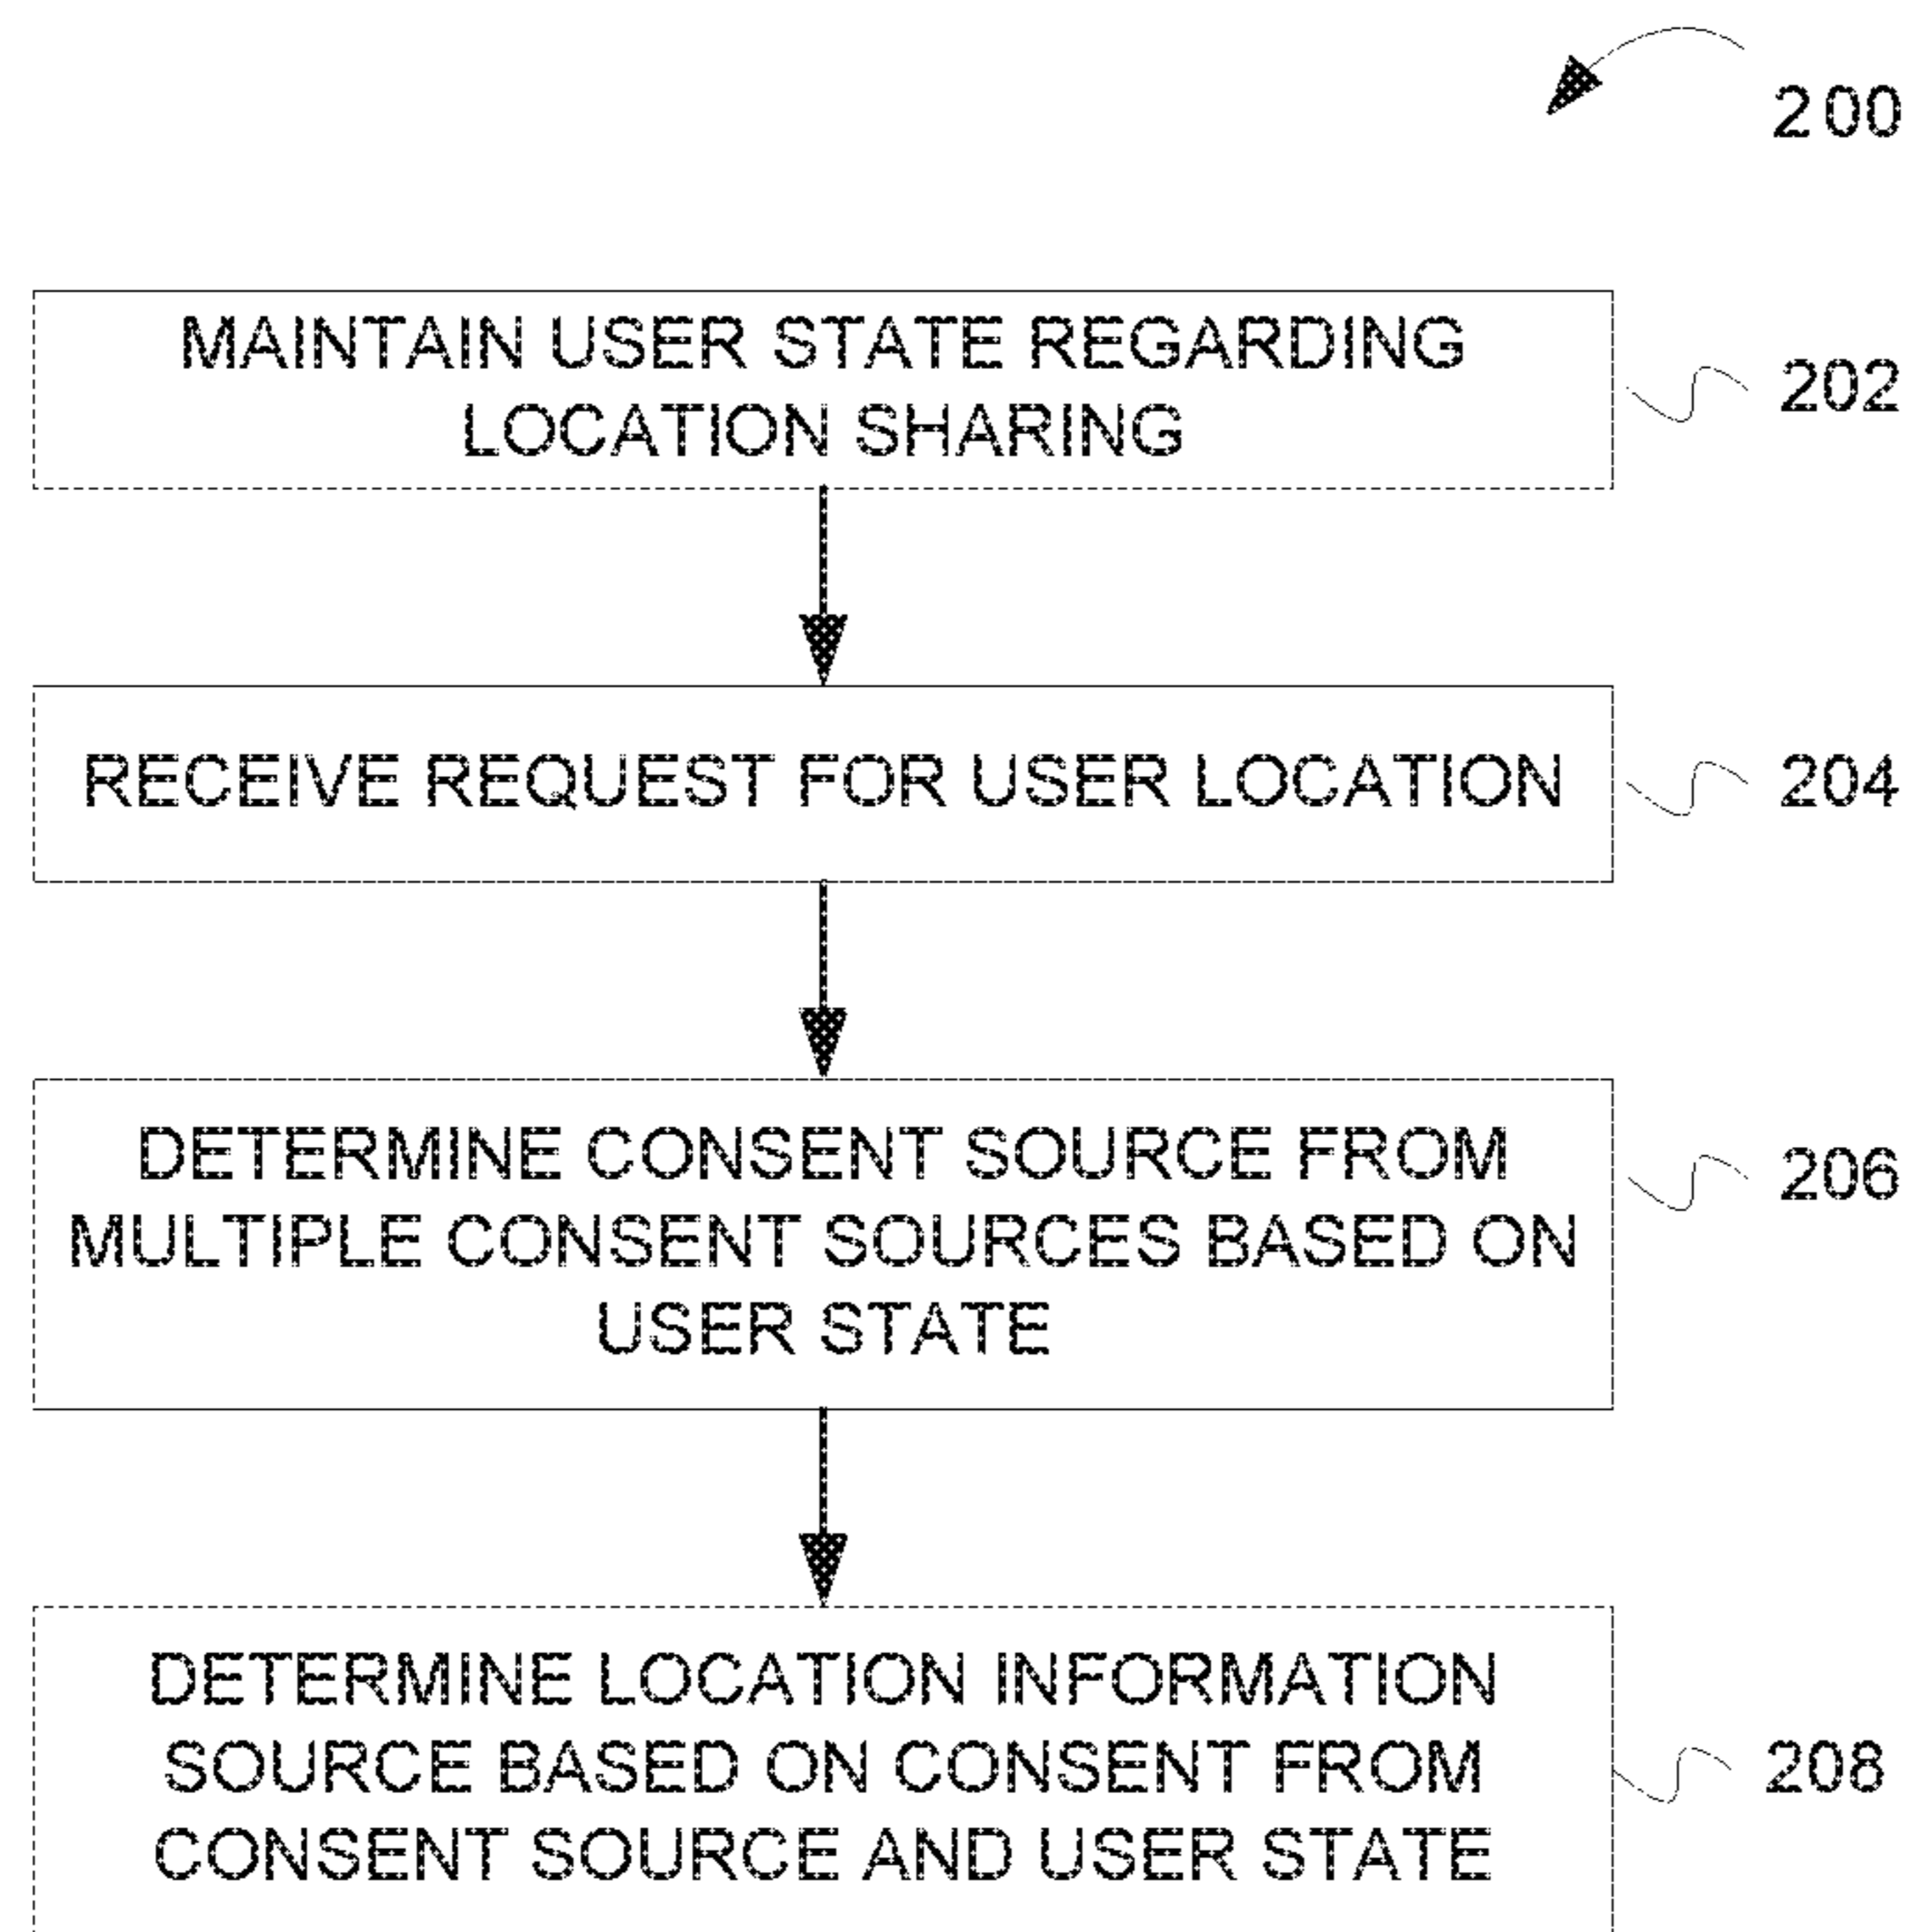 200
MAINTAIN USER STATE REGARDING
LOCATION SHARING
202
RECEIVE REQUEST FOR USER LOCATION
204
DETERMINE CONSENT SOURCE FROM
MULTIPLE CONSENT SOURCES BASED ON
USER STATE
206
DETERMINE LOCATION INFORMATION
SOURCE BASED ON CONSENT FROM
CONSENT SOURCE AND USER STATE
208